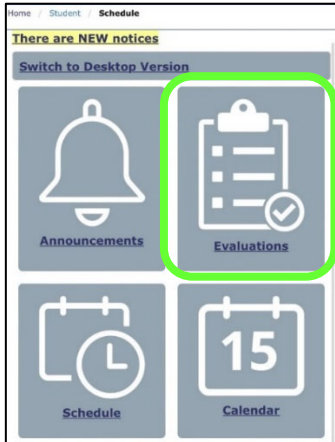 Home / Student / Schedule
There are NEW notices
Switch to Desktop Version
Announcements
Evaluations
15
Schedule
Calendar